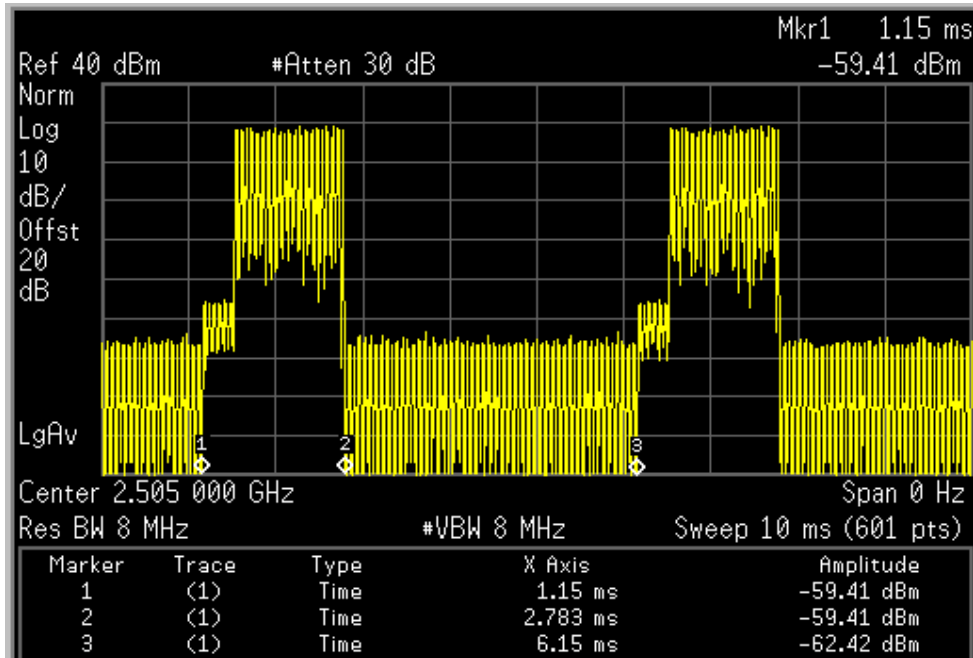 Mkr1 1.15 ms
Ref 40 dBm #Atten 30 dB -59.41 dBm
Norm
Log
10
dB/
Offst
20
dB
LgAv
1 2 3
Center 2.505 000 GHz Span 0 Hz
Res BW 8 MHz #VBW 8 MHz Sweep 10 ms (601 pts)
Marker Trace Type X Axis Amplitude
1 (1) Time 1.15 ms -59.41 dBm
2 (1) Time 2.783 ms -59.41 dBm
3 (1) Time 6.15 ms -62.42 dBm